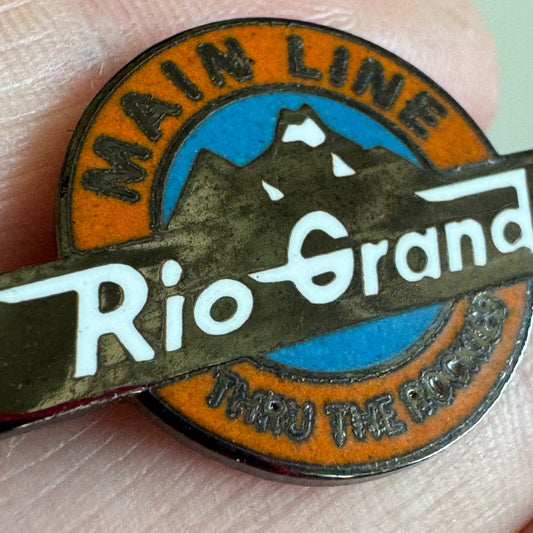 MAIN LINE
Rio Grand
THRU THE ROCKIES